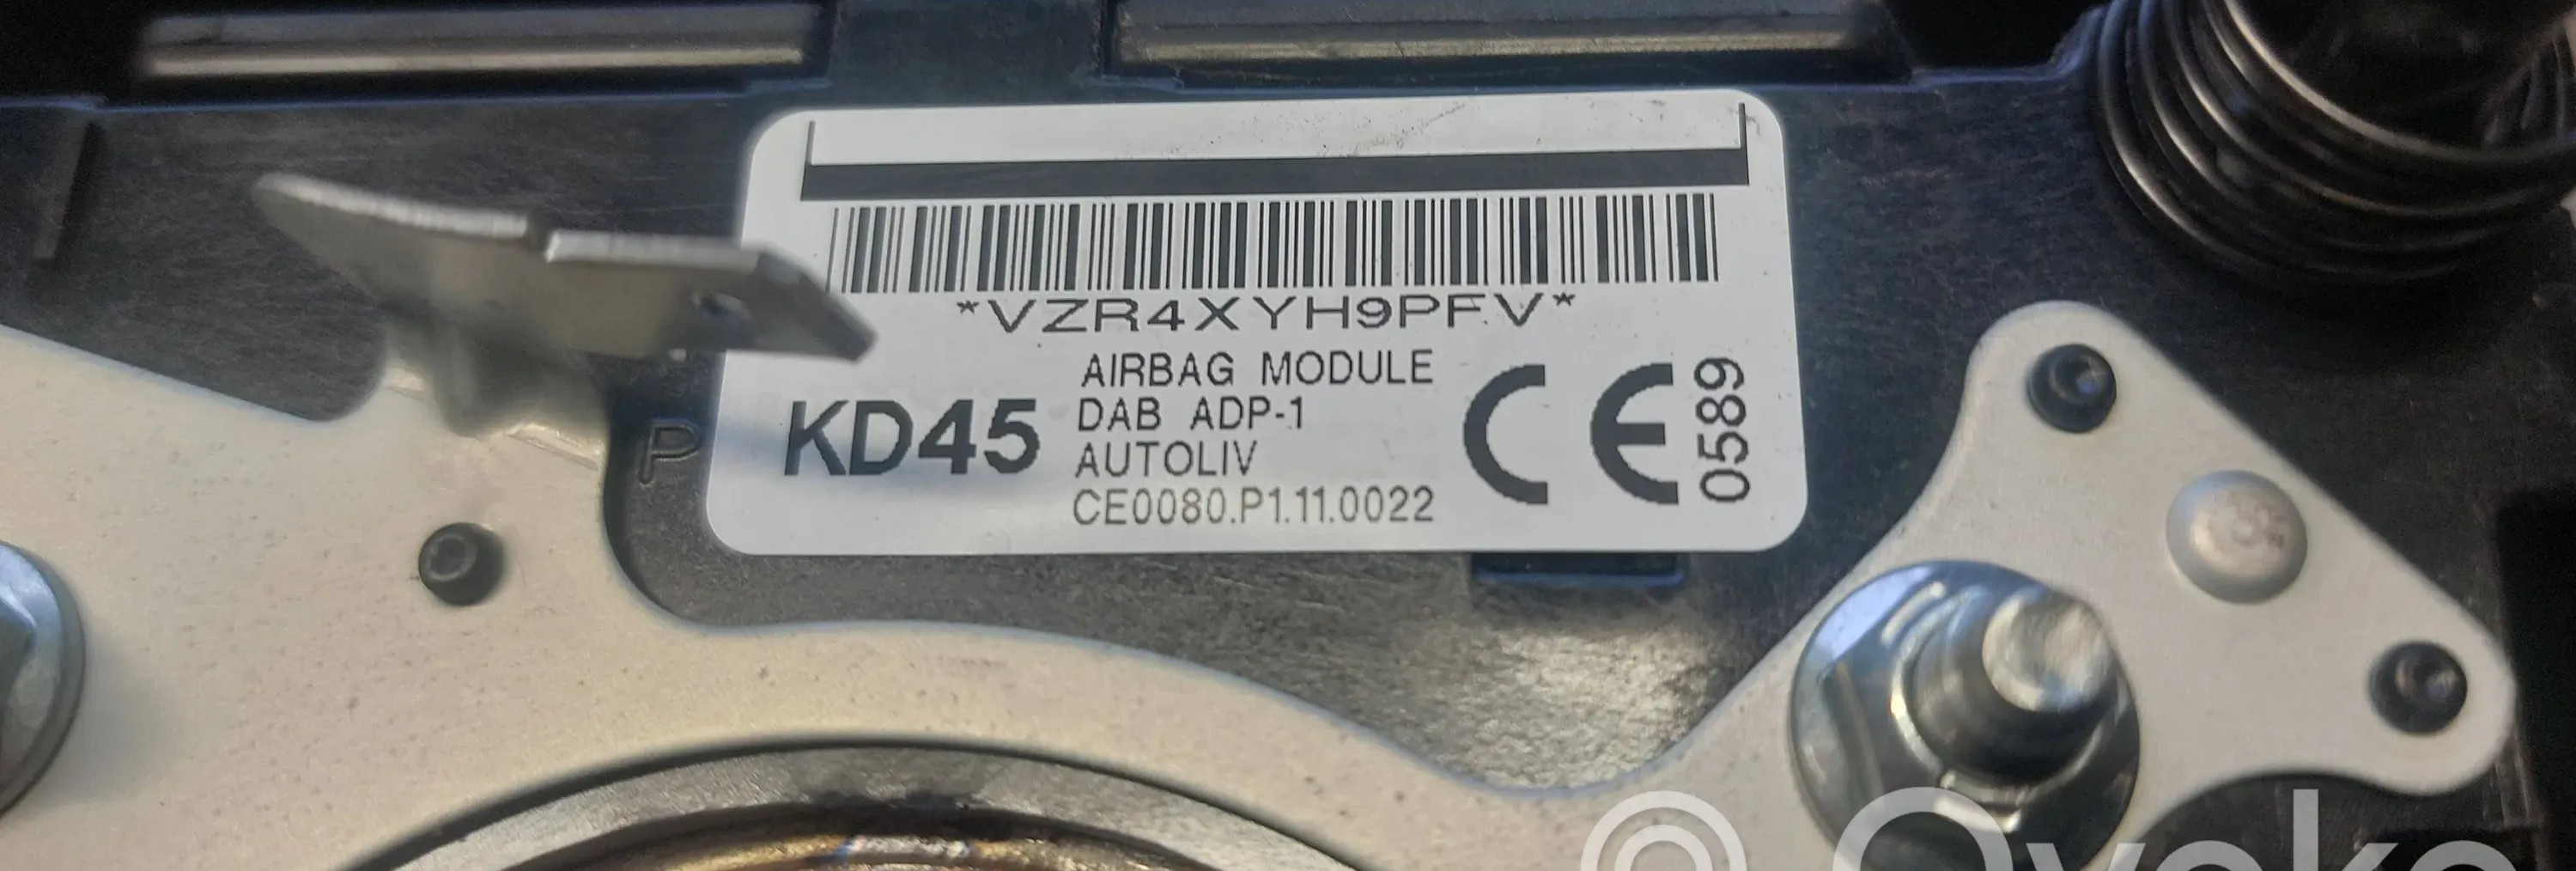 *VZR4XYH9PFV*
KD45
AIRBAG MODULE
DAB ADP-1
AUTOLIV
CE0080.P1.11.0022
CE
0589
P